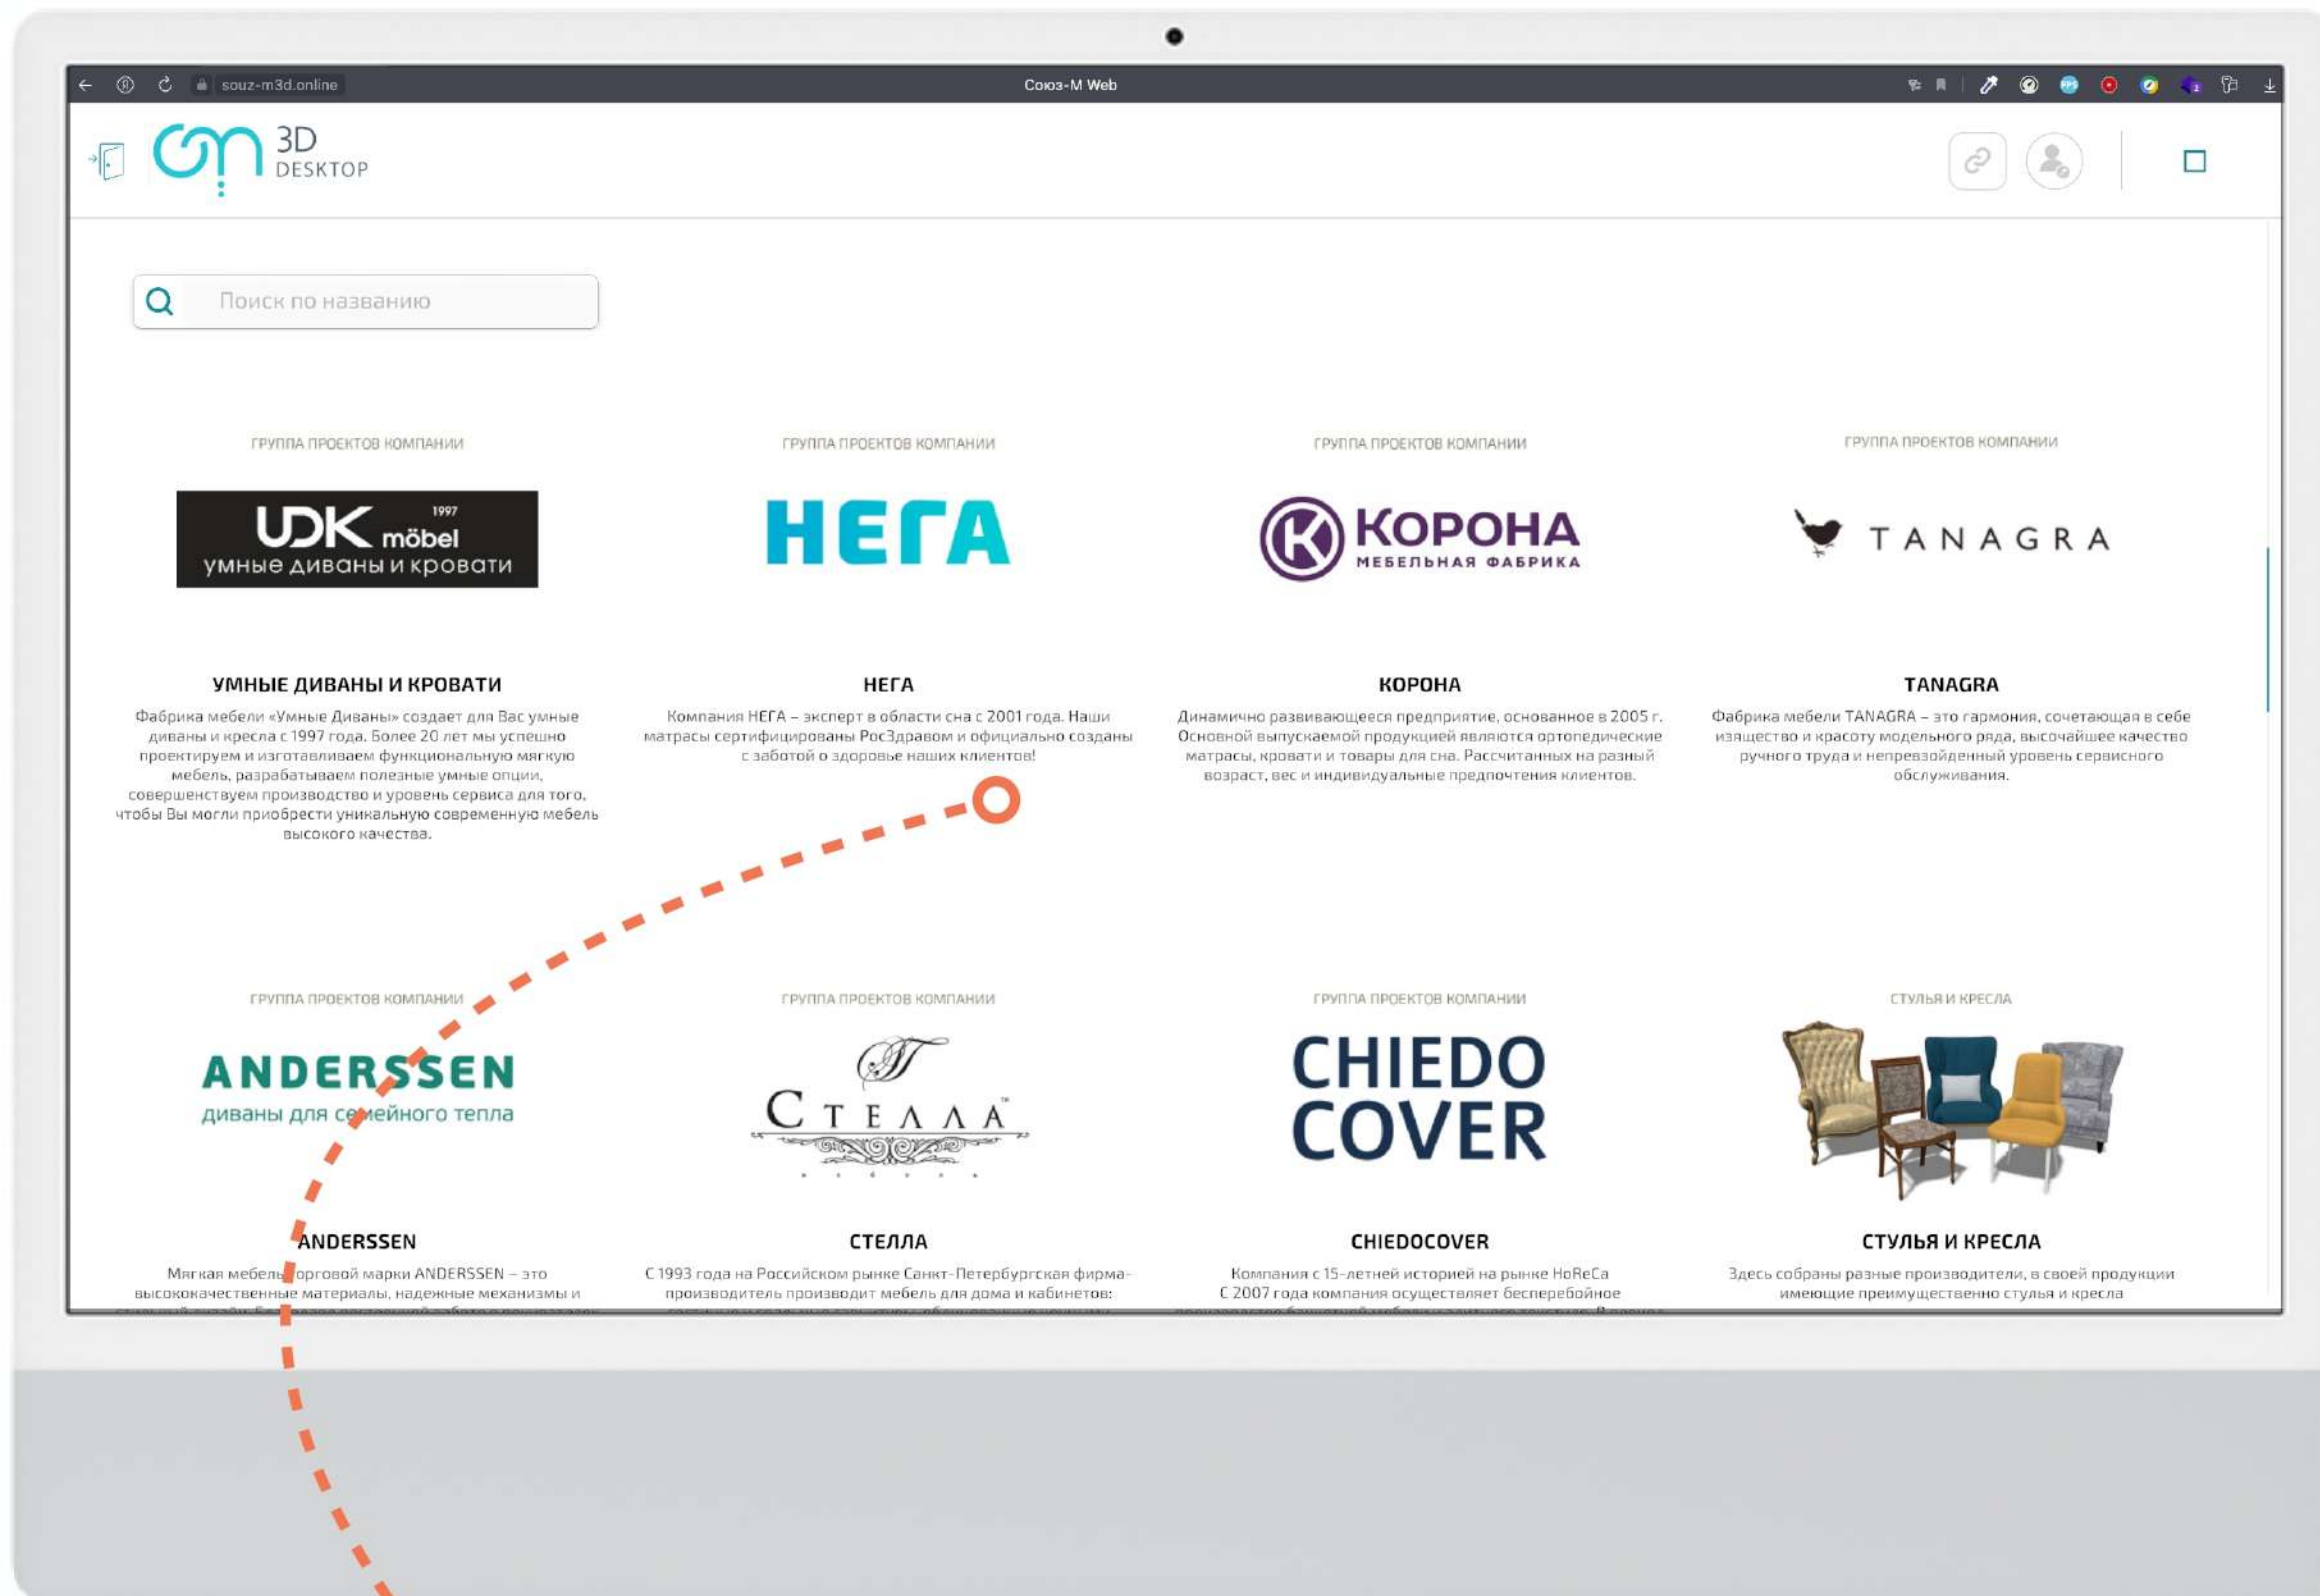 souz-m3d.online
Союз-М Web
3D
DESKTOP
Поиск по названию
ГРУППА ПРОЕКТОВ КОМПАНИИ
ГРУППА ПРОЕКТОВ КОМПАНИИ
ГРУППА ПРОЕКТОВ КОМПАНИИ
ГРУППА ПРОЕКТОВ КОМПАНИИ
UDK 1997
möbel
умные диваны и кровати
НЕГА
КОРОНА
МЕБЕЛЬНАЯ ФАБРИКА
TANAGRA
УМНЫЕ ДИВАНЫ И КРОВАТИ
Фабрика мебели «Умные Диваны» создает для Вас умные
диваны и кресла с 1997 года. Более 20 лет мы успешно
проектируем и изготавливаем функциональную мягкую
мебель, разрабатываем полезные умные опции,
совершенствуем производство и уровень сервиса для того,
чтобы Вы могли приобрести уникальную современную мебель
высокого качества.
НЕГА
Компания НЕГА – эксперт в области сна с 2001 года. Наши
матрасы сертифицированы РосЗдравом и официально созданы
с заботой о здоровье наших клиентов!
КОРОНА
Динамично развивающееся предприятие, основанное в 2005 г.
Основной выпускаемой продукцией являются ортопедические
матрасы, кровати и товары для сна. Рассчитанных на разный
возраст, вес и индивидуальные предпочтения клиентов.
TANAGRA
Фабрика мебели TANAGRA – это гармония, сочетающая в себе
изящество и красоту модельного ряда, высочайшее качество
ручного труда и непревзойденный уровень сервисного
обслуживания.
ГРУППА ПРОЕКТОВ КОМПАНИИ
ГРУППА ПРОЕКТОВ КОМПАНИИ
ГРУППА ПРОЕКТОВ КОМПАНИИ
СТУЛЬЯ И КРЕСЛА
ANDERSSEN
диваны для семейного тепла
СТЕЛЛА
CHIEDO
COVER
ANDERSSEN
Мягкая мебель торговой марки ANDERSSEN – это
высококачественные материалы, надежные механизмы и
СТЕЛЛА
С 1993 года на Российском рынке Санкт-Петербургская фирма-
производитель производит мебель для дома и кабинетов:
CHIEDOCOVER
Компания с 15-летней историей на рынке HoReCa
С 2007 года компания осуществляет бесперебойное
СТУЛЬЯ И КРЕСЛА
Здесь собраны разные производители, в своей продукции
имеющие преимущественно стулья и кресла